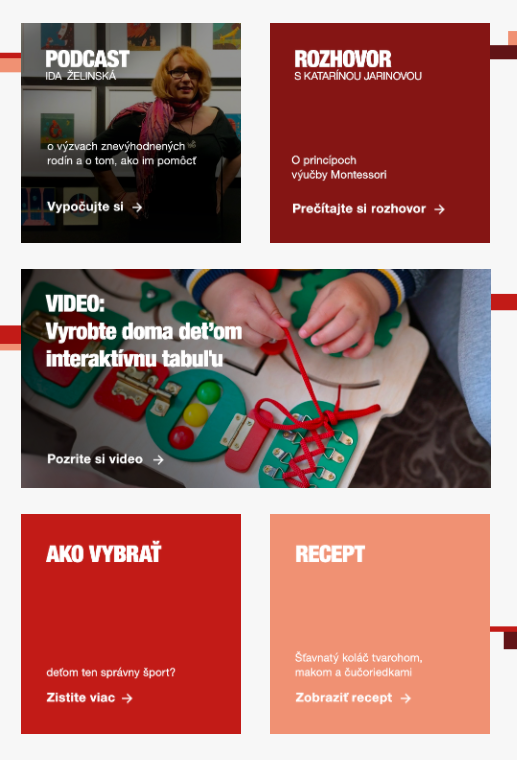 PODCAST
IDA ŽELINSKÁ
o výzvach znevýhodnených
rodín a o tom, ako im pomôcť
Vypočujte si →
ROZHOVOR
S KATARÍNOU JARINOVOU
O princípoch
výučby Montessori
Prečítajte si rozhovor →
VIDEO:
Vyrobte doma deťom
interaktívnu tabuľu
Pozrite si video →
AKO VYBRAŤ
deťom ten správny šport?
Zistite viac →
RECEPT
Šťavnatý koláč tvarohom,
makom a čučoriedkami
Zobraziť recept →